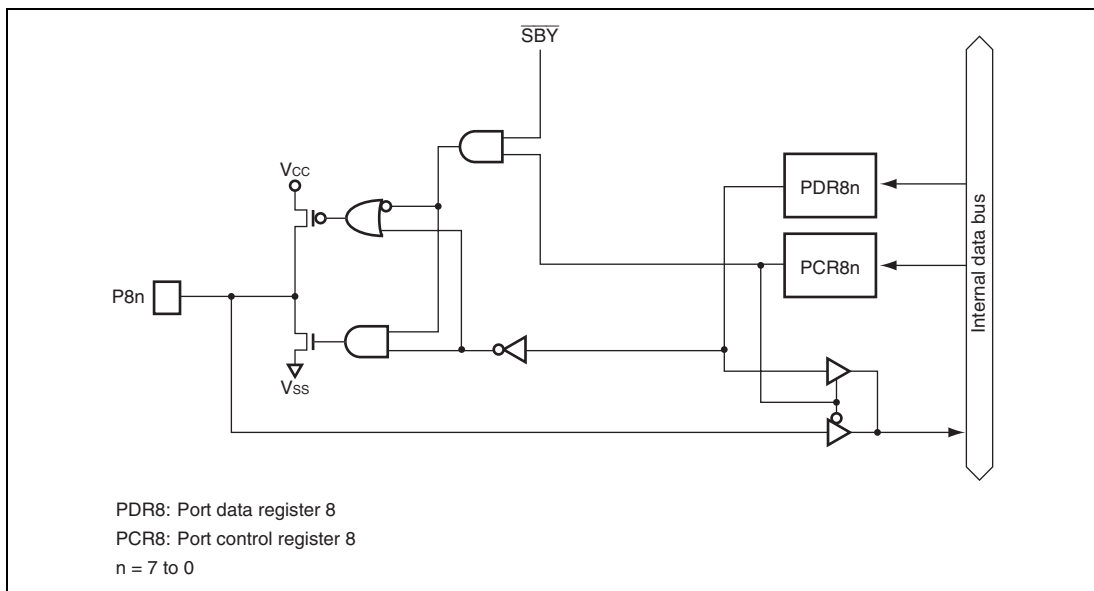 SBY
VCC
PDR8n
PCR8n
Internal data bus
P8n
VSS
PDR8: Port data register 8
PCR8: Port control register 8
n = 7 to 0